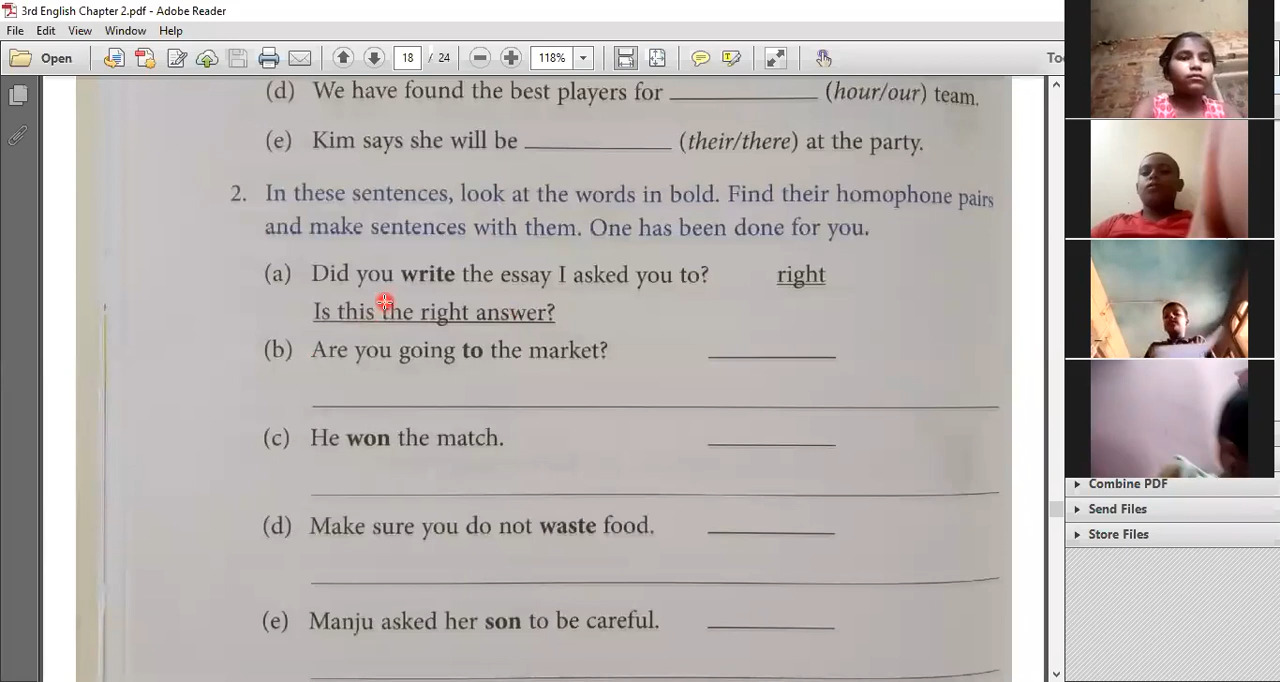 3rd English Chapter 2.pdf - Adobe Reader
File Edit View Window Help
Open 18 / 24 118%
(d) We have found the best players for ____________ (hour/our) team.
(e) Kim says she will be ____________ (their/there) at the party.
2. In these sentences, look at the words in bold. Find their homophone pairs
and make sentences with them. One has been done for you.
(a) Did you write the essay I asked you to? right
Is this the right answer?
(b) Are you going to the market? ____________
(c) He won the match. ____________
(d) Make sure you do not waste food. ____________
(e) Manju asked her son to be careful. ____________
Combine PDF
Send Files
Store Files